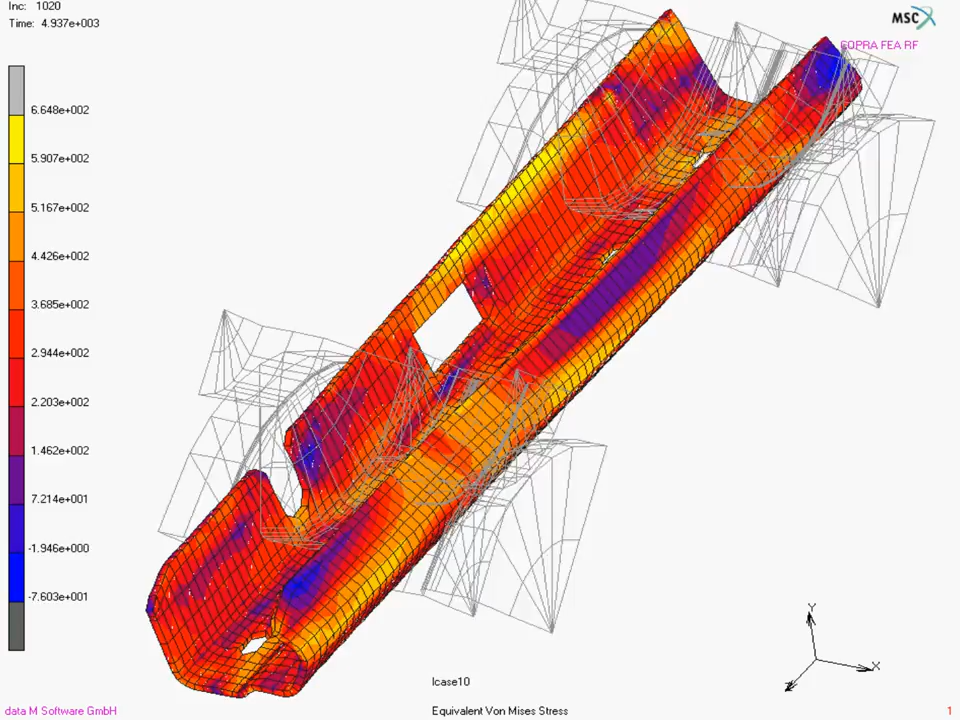 Inc: 1020
Time: 4.937e+003
MSC
COPRA FEA RF
6.648e+002
5.907e+002
5.167e+002
4.426e+002
3.685e+002
2.944e+002
2.203e+002
1.462e+002
7.214e+001
-1.946e+000
-7.603e+001
Y
X
lcase10
data M Software GmbH
Equivalent Von Mises Stress
1